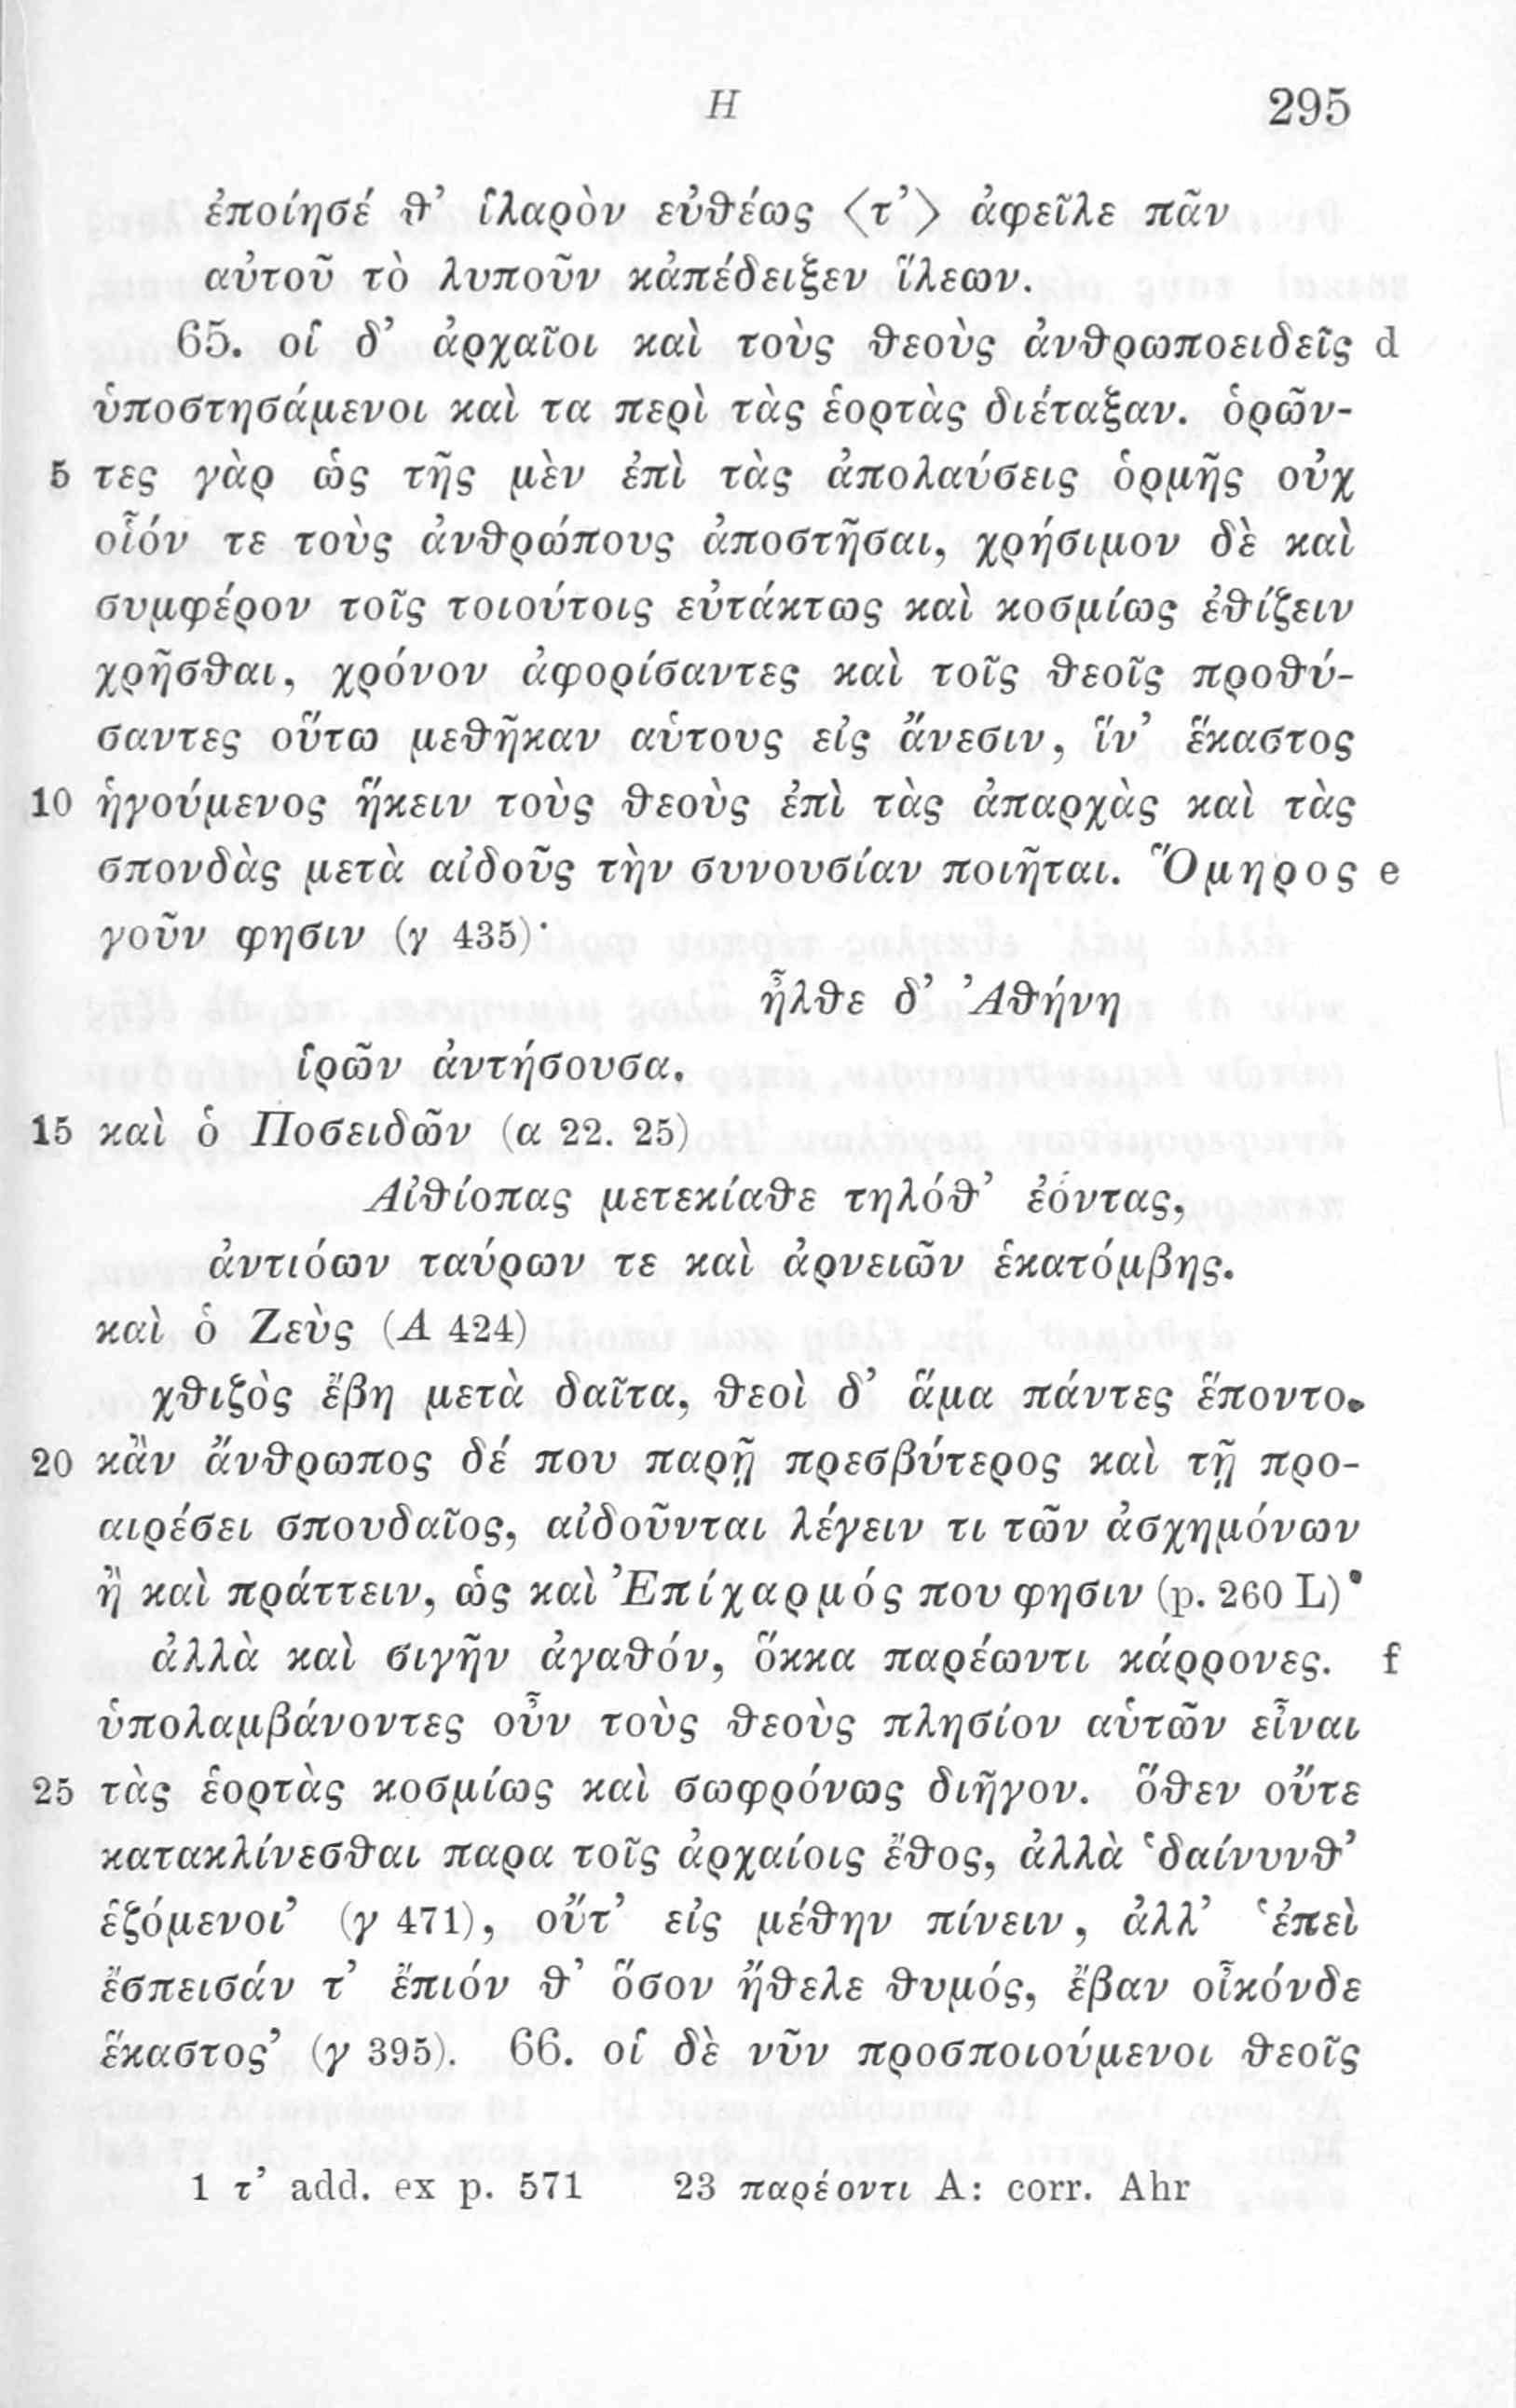 H 295
ἐποίησέ θ’ ἱλαρὸν εὐθέως ⟨τ’⟩ ἀφεῖλε πᾶν
αὐτοῦ τὸ λυποῦν κἀπέδειξεν ἵλεων.
65. οἱ δ’ ἀρχαῖοι καὶ τοὺς θεοὺς ἀνθρωποειδεῖς d
ὑποστησάμενοι καὶ τα περὶ τὰς ἑορτὰς διέταξαν. ὁρῶν-
5 τες γὰρ ὡς τῆς μὲν ἐπὶ τὰς ἀπολαύσεις ὁρμῆς οὐχ
οἷόν τε τοὺς ἀνθρώπους ἀποστῆσαι, χρήσιμον δὲ καὶ
συμφέρον τοῖς τοιούτοις εὐτάκτως καὶ κοσμίως ἐθίζειν
χρῆσθαι, χρόνον ἀφορίσαντες καὶ τοῖς θεοῖς προθύ-
σαντες οὕτω μεθῆκαν αὑτους εἰς ἄνεσιν, ἵν’ ἕκαστος
10 ἡγούμενος ἥκειν τοὺς θεοὺς ἐπὶ τὰς ἀπαρχὰς καὶ τὰς
σπονδὰς μετὰ αἰδοῦς τὴν συνουσίαν ποιῆται. Ὅμηρος e
γοῦν φησιν (γ 435)·
ἦλθε δ’ Ἀθήνη
ἱρῶν ἀντήσουσα.
15 καὶ ὁ Ποσειδῶν (α 22. 25)
Αἰθίοπας μετεκίαθε τηλόθ’ ἐόντας,
ἀντιόων ταύρων τε καὶ ἀρνειῶν ἑκατόμβης.
καὶ ὁ Ζεὺς (Α 424)
χθιζὸς ἔβη μετὰ δαῖτα, θεοὶ δ’ ἅμα πάντες ἕποντο.
20 κἂν ἄνθρωπος δέ που παρῇ πρεσβύτερος καὶ τῇ προ-
αιρέσει σπουδαῖος, αἰδοῦνται λέγειν τι τῶν ἀσχημόνων
ἢ καὶ πράττειν, ὡς καὶ Ἐπίχαρμός που φησιν (p. 260 L)·
ἀλλὰ καὶ σιγῆν ἀγαθόν, ὅκκα παρέωντι κάρρονες. f
ὑπολαμβάνοντες οὖν τοὺς θεοὺς πλησίον αὑτῶν εἶναι
25 τὰς ἑορτὰς κοσμίως καὶ σωφρόνως διῆγον. ὅθεν οὔτε
κατακλίνεσθαι παρα τοῖς ἀρχαίοις ἔθος, ἀλλὰ ‘δαίνυνθ’
ἑζόμενοι’ (γ 471), οὔτ’ εἰς μέθην πίνειν, ἀλλ’ ‘ἐπεὶ
ἔσπεισάν τ’ ἔπιόν θ’ ὅσον ἤθελε θυμός, ἔβαν οἶκόνδε
ἕκαστος’ (γ 395). 66. οἱ δὲ νῦν προσποιούμενοι θεοῖς
1 τ’ add. ex p. 571 23 παρέοντι A: corr. Ahr